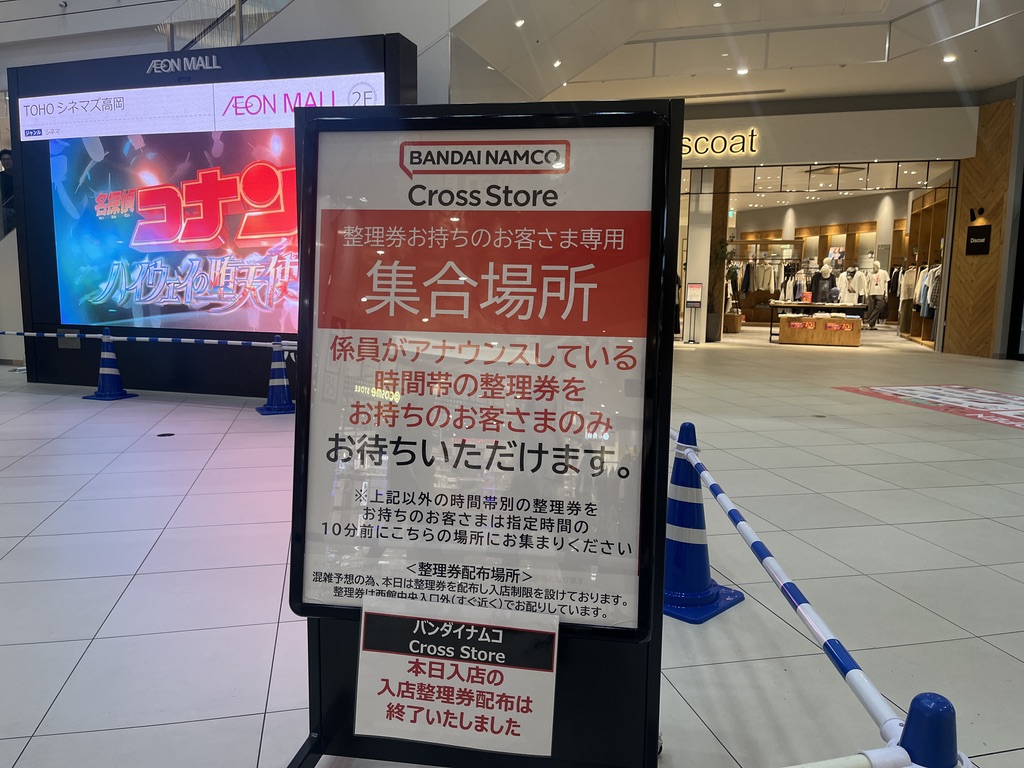 ÆON MALL
TOHO シネマズ高岡
ÆON MALL 2F
ジャンル シネマ
名探偵
コナン
ハイウェイの堕天使
BANDAI NAMCO
Cross Store
整理券お持ちのお客さま専用
集合場所
係員がアナウンスしている
時間帯の整理券を
お持ちのお客さまのみ
お待ちいただけます。
※上記以外の時間帯別の整理券を
お持ちのお客さまは指定時間の
10分前にこちらの場所にお集まりください
＜整理券配布場所＞
混雑予想の為、本日は整理券を配布し入店制限を設けております。
整理券は西館中央入口外(すぐ近く)でお配りしています。
バンダイナムコ
Cross Store
本日入店の
入店整理券配布は
終了いたしました
scoat
Discoat